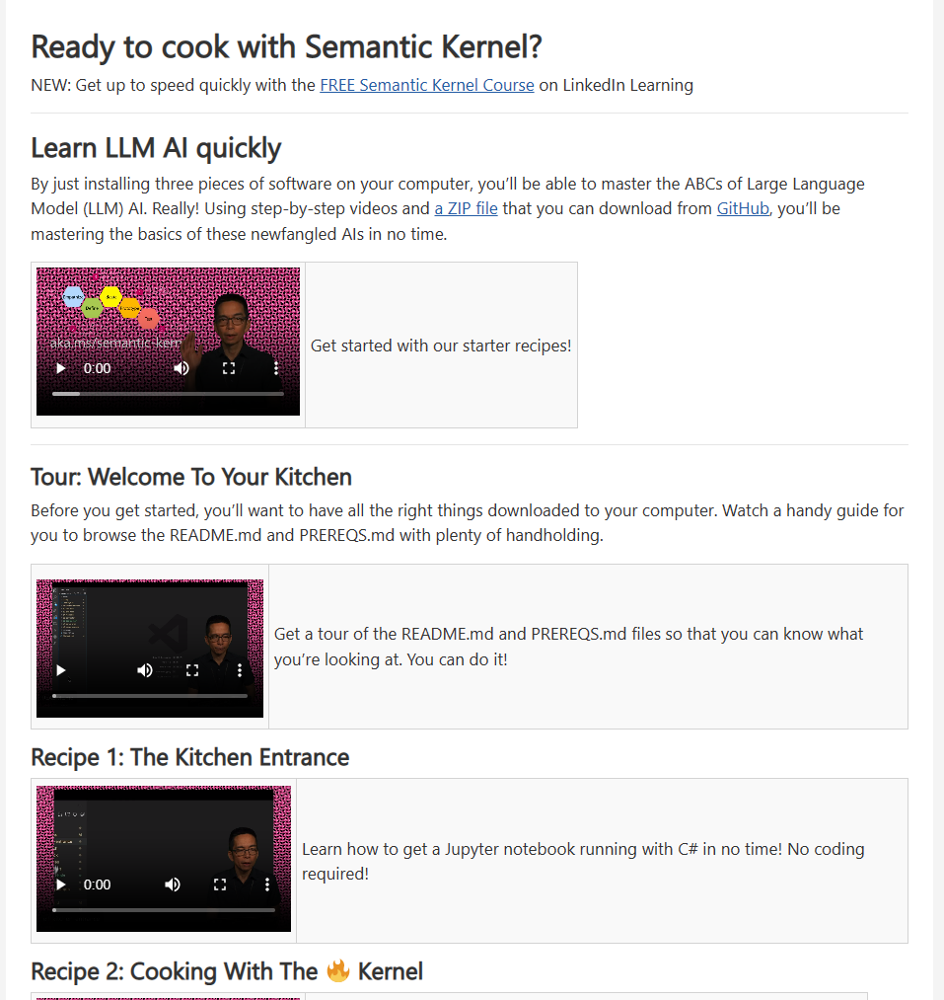 Ready to cook with Semantic Kernel?
NEW: Get up to speed quickly with the FREE Semantic Kernel Course on LinkedIn Learning
Learn LLM AI quickly
By just installing three pieces of software on your computer, you’ll be able to master the ABCs of Large Language
Model (LLM) AI. Really! Using step-by-step videos and a ZIP file that you can download from GitHub, you’ll be
mastering the basics of these newfangled AIs in no time.
Empathize
Define
Ideate
Prototype
Test
aka.ms/semantic-kern
0:00
Get started with our starter recipes!
Tour: Welcome To Your Kitchen
Before you get started, you’ll want to have all the right things downloaded to your computer. Watch a handy guide for
you to browse the README.md and PREREQS.md with plenty of handholding.
Get a tour of the README.md and PREREQS.md files so that you can know what
you’re looking at. You can do it!
Recipe 1: The Kitchen Entrance
0:00
Learn how to get a Jupyter notebook running with C# in no time! No coding
required!
Recipe 2: Cooking With The 🔥 Kernel